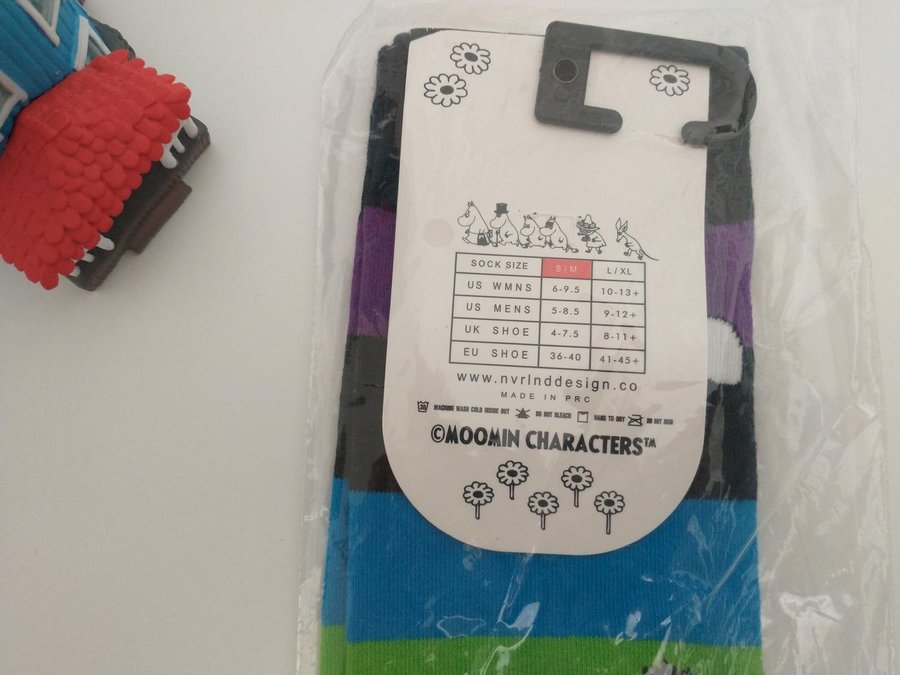 SOCK SIZE S/M L/XL
US WMNS 6-9.5 10-13+
US MENS 5-8.5 9-12+
UK SHOE 4-7.5 8-11+
EU SHOE 36-40 41-45+
www.nvrlnddesign.co
MADE IN PRC
30 MACHINE WASH COLD INSIDE OUT DO NOT BLEACH HANG TO DRY DO NOT IRON
©MOOMIN CHARACTERS™